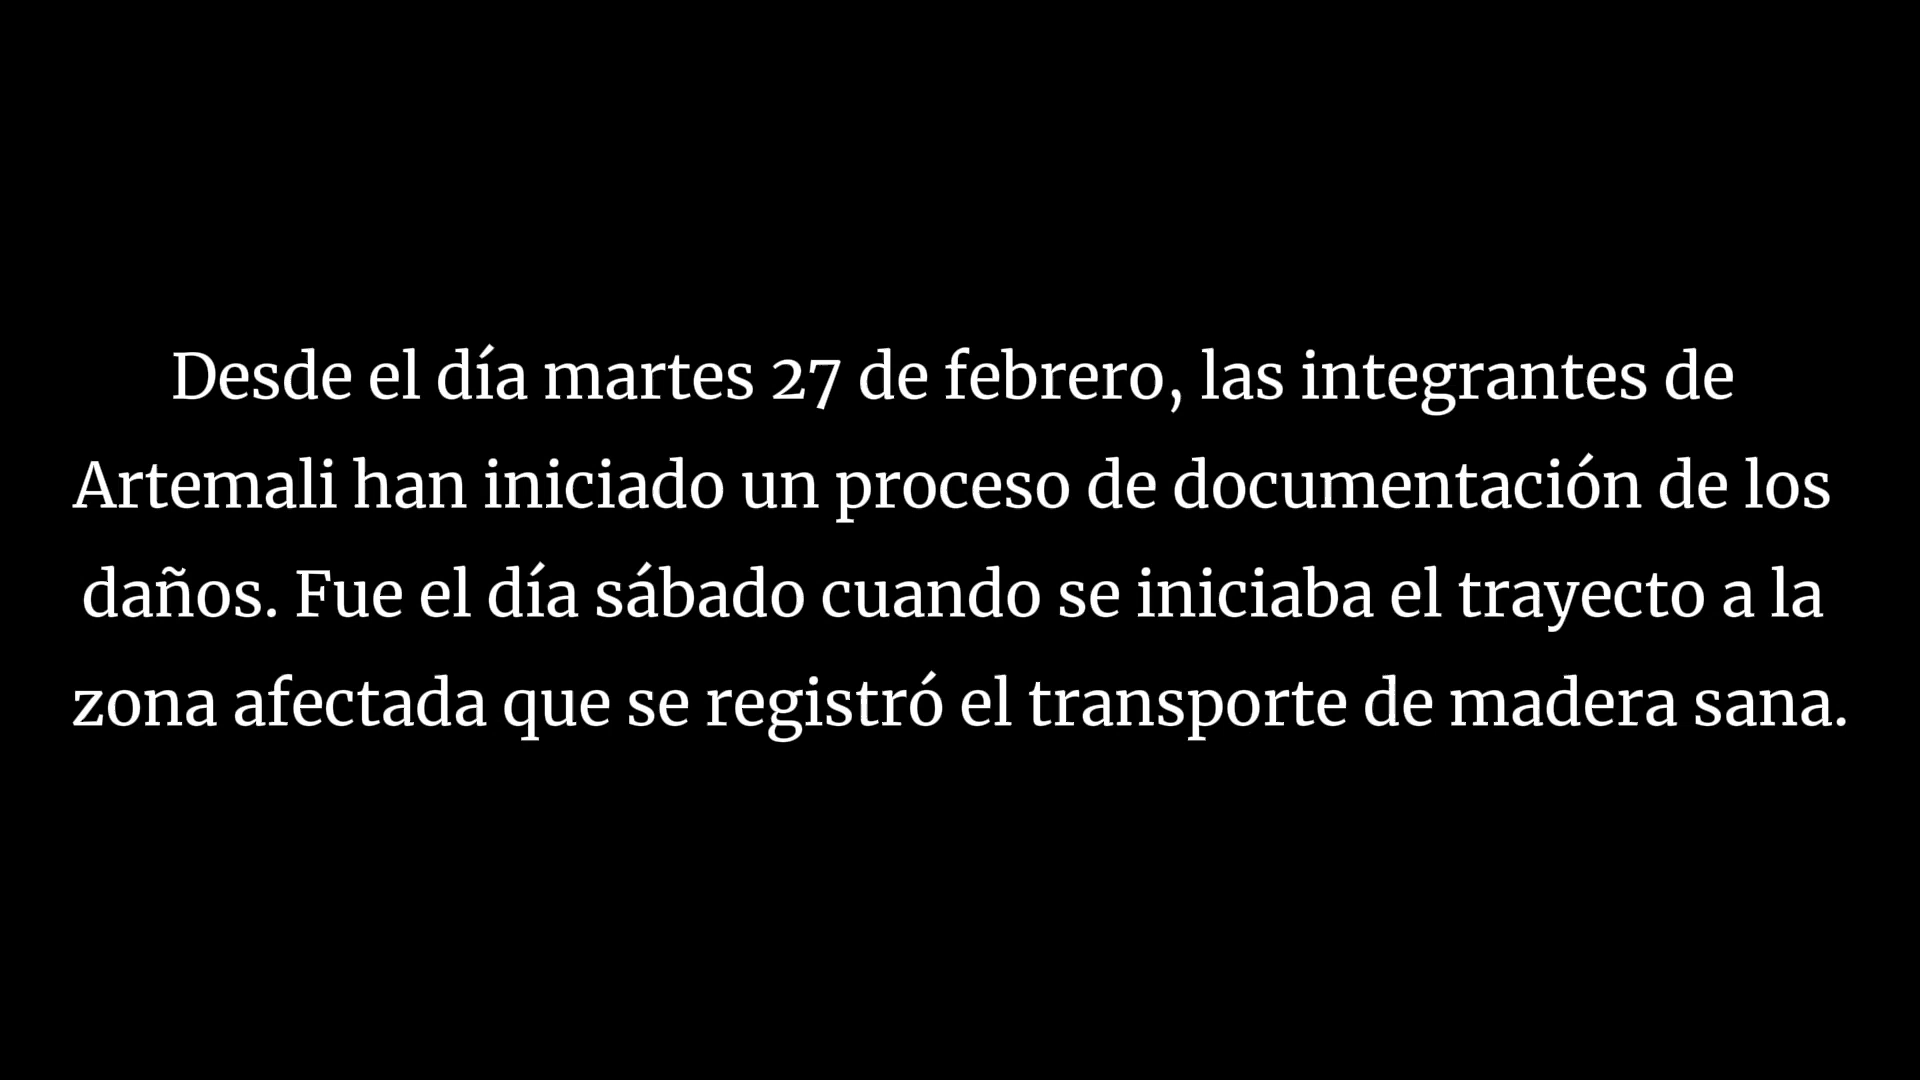 Desde el día martes 27 de febrero, las integrantes de
Artemali han iniciado un proceso de documentación de los
daños. Fue el día sábado cuando se iniciaba el trayecto a la
zona afectada que se registró el transporte de madera sana.